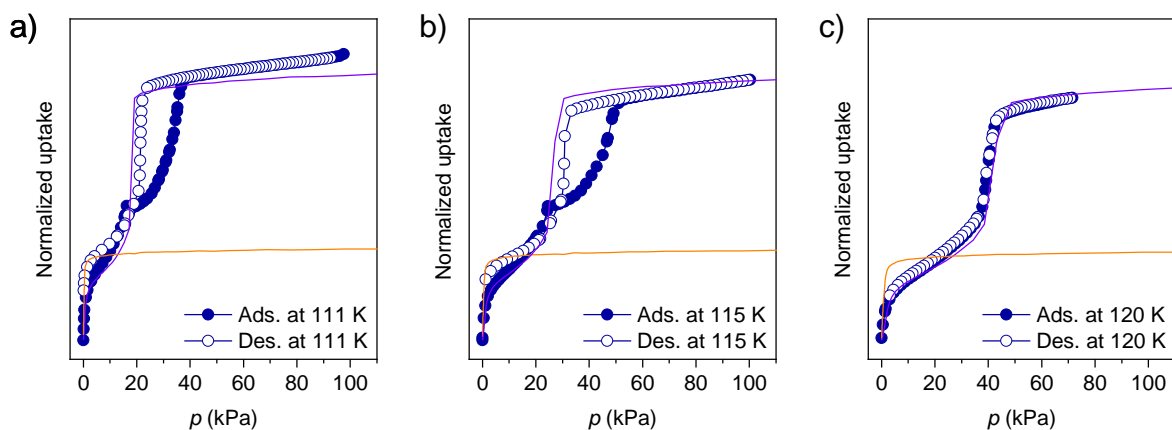 a)
Normalized uptake
Ads. at 111 K
Des. at 111 K
0 20 40 60 80 100
p (kPa)
b)
Normalized uptake
Ads. at 115 K
Des. at 115 K
0 20 40 60 80 100
p (kPa)
c)
Normalized uptake
Ads. at 120 K
Des. at 120 K
0 20 40 60 80 100
p (kPa)